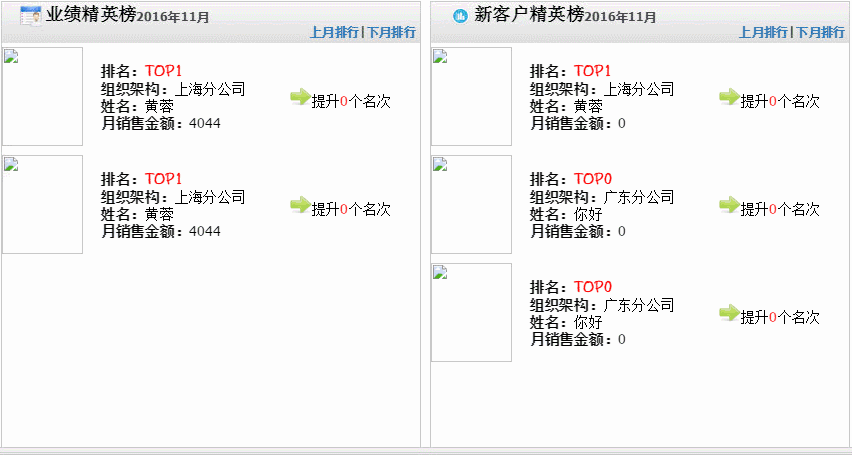 业绩精英榜2016年11月
上月排行|下月排行
排名：TOP1
组织架构：上海分公司
姓名：黄蓉
月销售金额：4044
提升0个名次
排名：TOP1
组织架构：上海分公司
姓名：黄蓉
月销售金额：4044
提升0个名次
新客户精英榜2016年11月
上月排行|下月排行
排名：TOP1
组织架构：上海分公司
姓名：黄蓉
月销售金额：0
提升0个名次
排名：TOP0
组织架构：广东分公司
姓名：你好
月销售金额：0
提升0个名次
排名：TOP0
组织架构：广东分公司
姓名：你好
月销售金额：0
提升0个名次